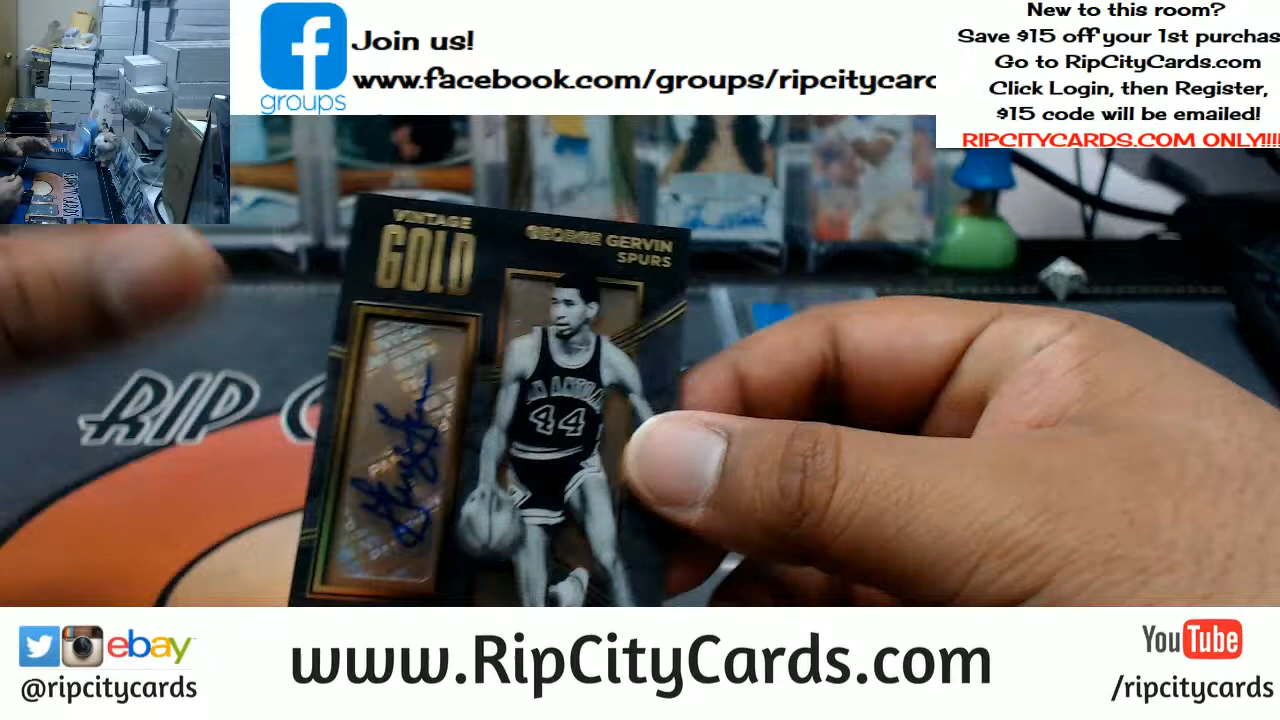 Join us!
www.facebook.com/groups/ripcitycarc
groups
New to this room?
Save $15 off your 1st purchas
Go to RipCityCards.com
Click Login, then Register,
$15 code will be emailed!
RIPCITYCARDS.COM ONLY!!!!
VINTAGE
GOLD
GEORGE GERVIN
SPURS
44
RIP C
ebay
@ripcitycards
www.RipCityCards.com
YouTube
/ripcitycards